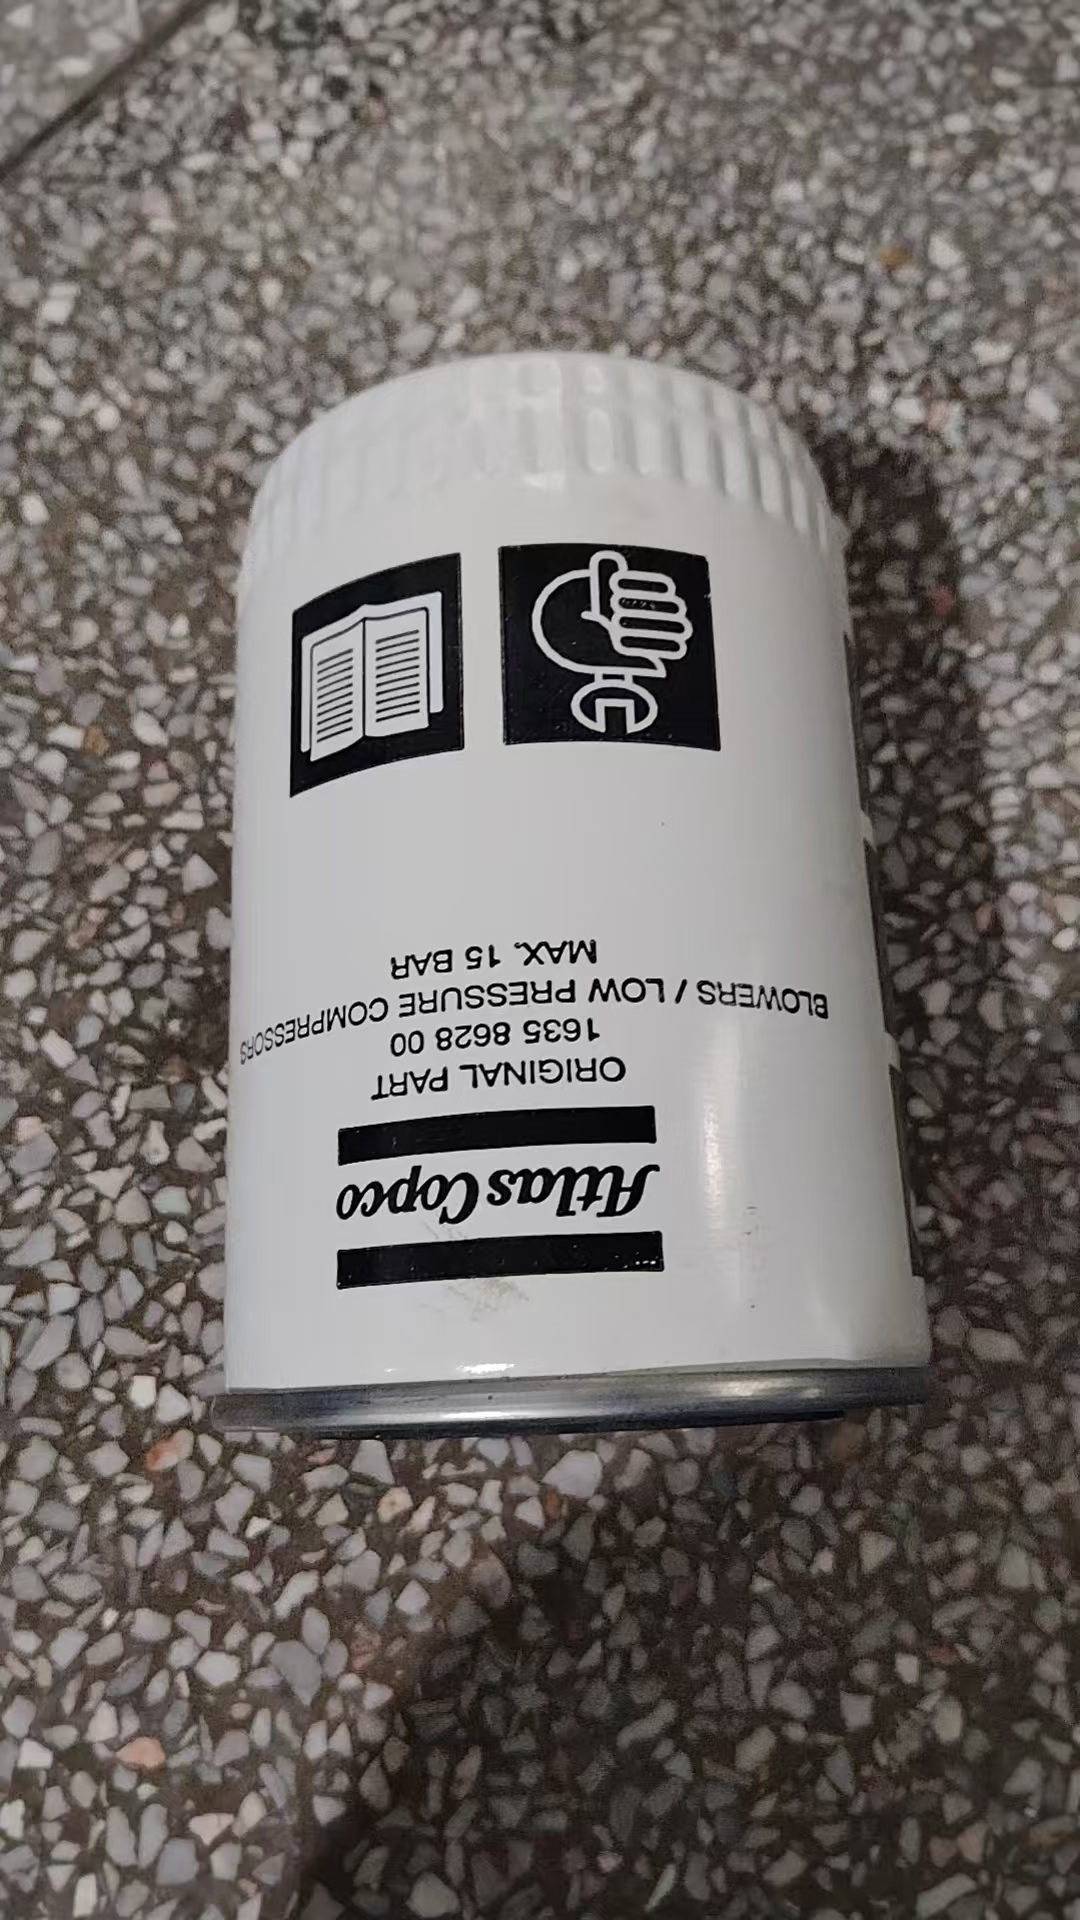 Atlas Copco
ORIGINAL PART
1635 8628 00
BLOWERS / LOW PRESSURE COMPRESSORS
MAX. 15 BAR